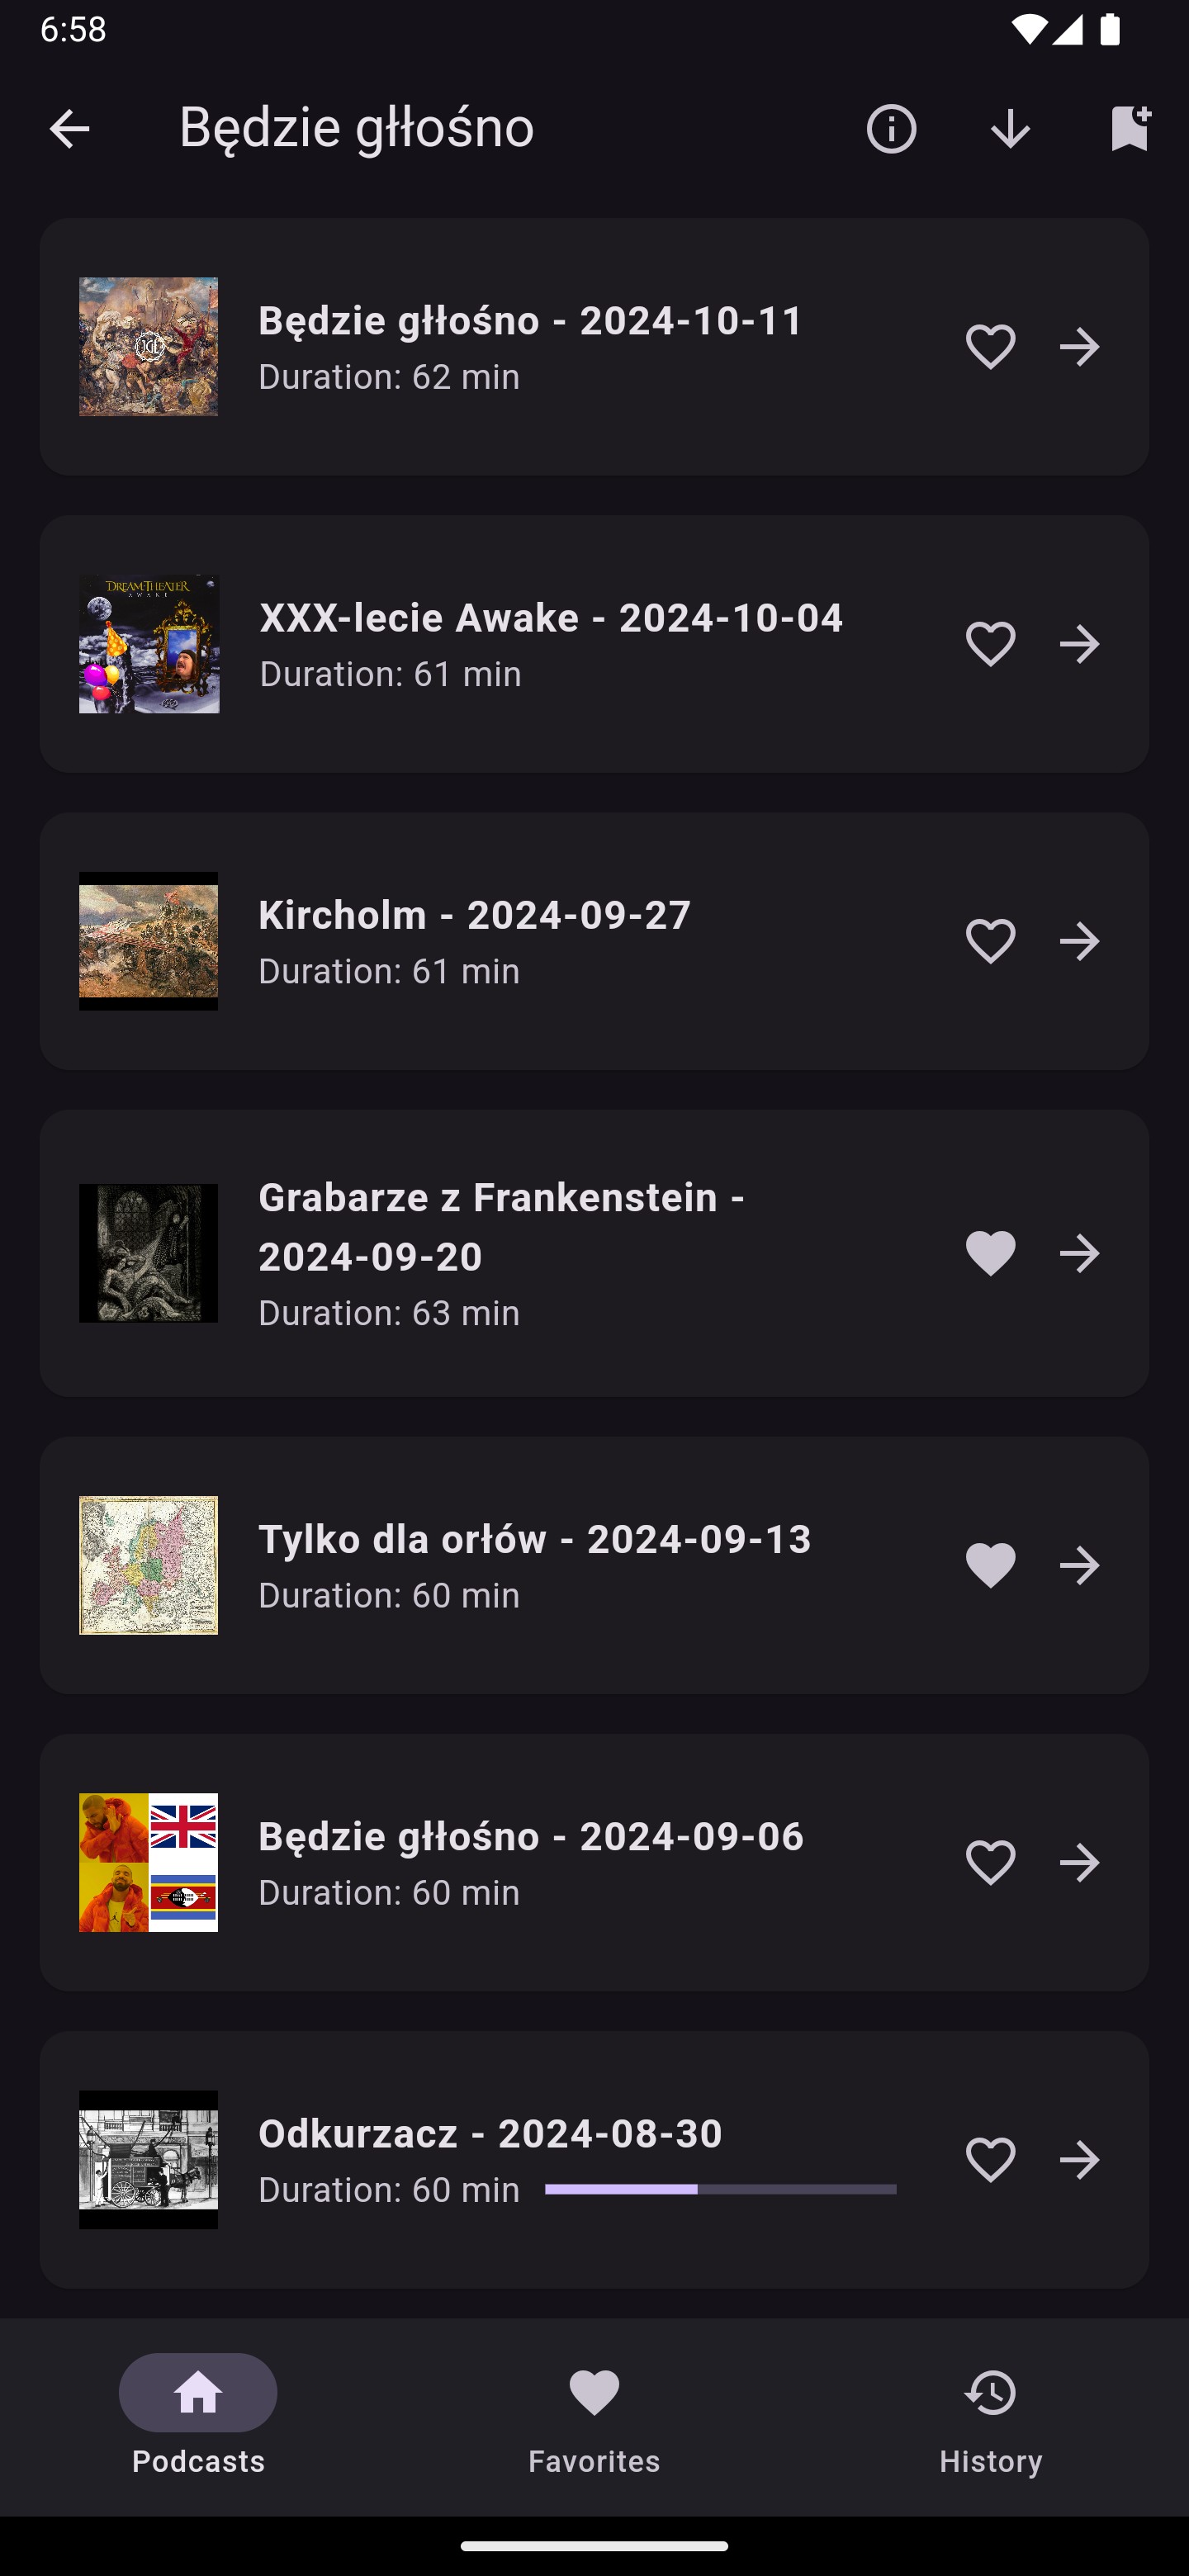 6:58
Będzie głłośno
Będzie głłośno - 2024-10-11
Duration: 62 min
DREAM THEATER
AWAKE
XXX-lecie Awake - 2024-10-04
Duration: 61 min
Kircholm - 2024-09-27
Duration: 61 min
Grabarze z Frankenstein -
2024-09-20
Duration: 63 min
Tylko dla orłów - 2024-09-13
Duration: 60 min
Będzie głłośno - 2024-09-06
Duration: 60 min
Odkurzacz - 2024-08-30
Duration: 60 min
Podcasts
Favorites
History